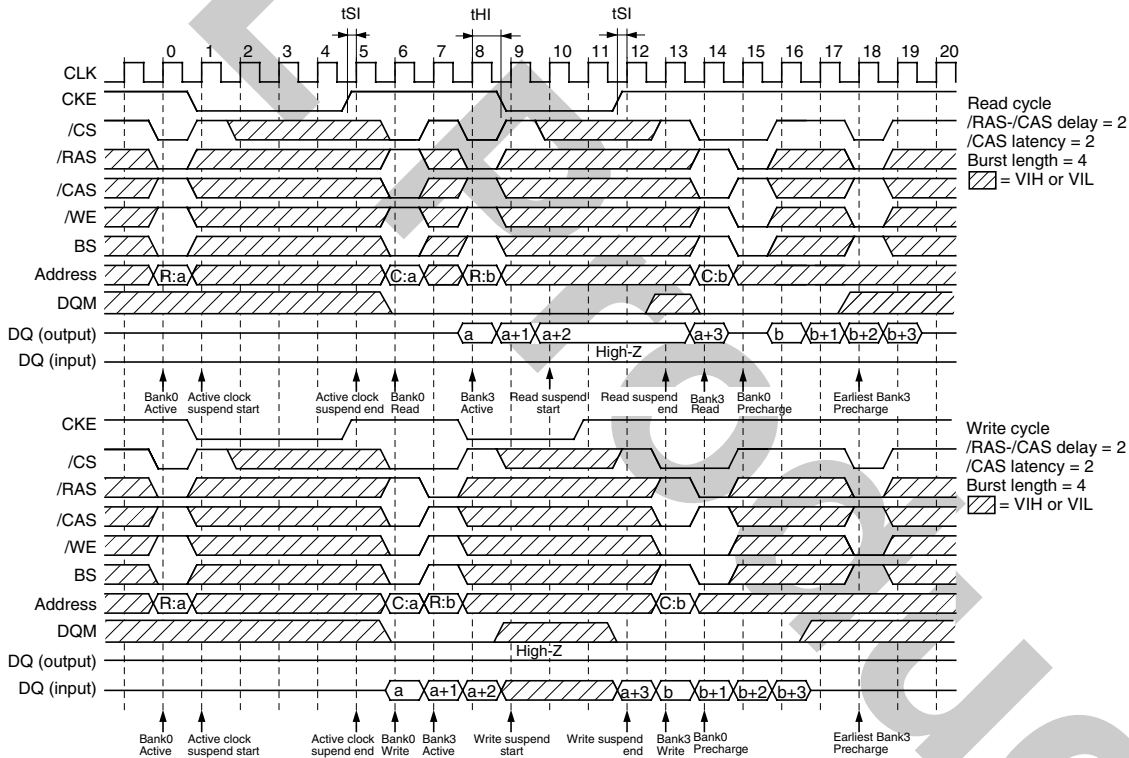 tSI tHI tSI
0 1 2 3 4 5 6 7 8 9 10 11 12 13 14 15 16 17 18 19 20
CLK
CKE
/CS
/RAS
/CAS
/WE
BS
Address R:a C:a R:b C:b
DQM
DQ (output) a a+1 a+2 a+3 b b+1 b+2 b+3
High-Z
DQ (input)
Bank0 Active
Active clock suspend start
Active clock suspend end
Bank0 Read
Bank3 Active
Read suspend start
Read suspend end
Bank3 Read
Bank0 Precharge
Earliest Bank3 Precharge
Read cycle
/RAS-/CAS delay = 2
/CAS latency = 2
Burst length = 4
= VIH or VIL
CKE
/CS
/RAS
/CAS
/WE
BS
Address R:a C:a R:b C:b
DQM
High-Z
DQ (output)
DQ (input) a a+1 a+2 a+3 b b+1 b+2 b+3
Bank0 Active
Active clock suspend start
Active clock supend end
Bank0 Write
Bank3 Active
Write suspend start
Write suspend end
Bank3 Write
Bank0 Precharge
Earliest Bank3 Precharge
Write cycle
/RAS-/CAS delay = 2
/CAS latency = 2
Burst length = 4
= VIH or VIL